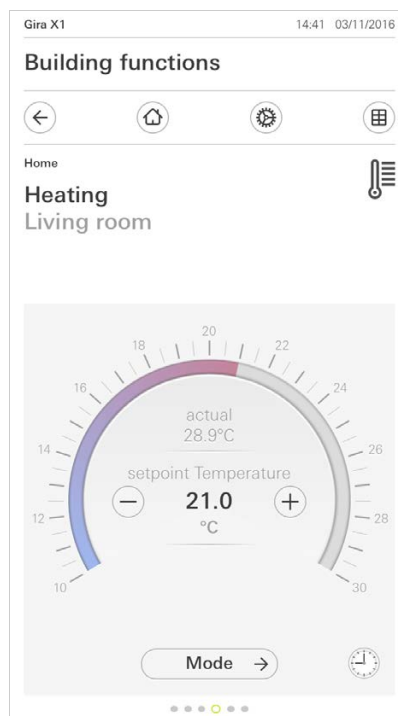 Gira X1 14:41 03/11/2016
Building functions
Home
Heating
Living room
20
18 22
16 24
actual
28.9°C
14 26
setpoint Temperature
21.0
12 28
°C
10 30
Mode